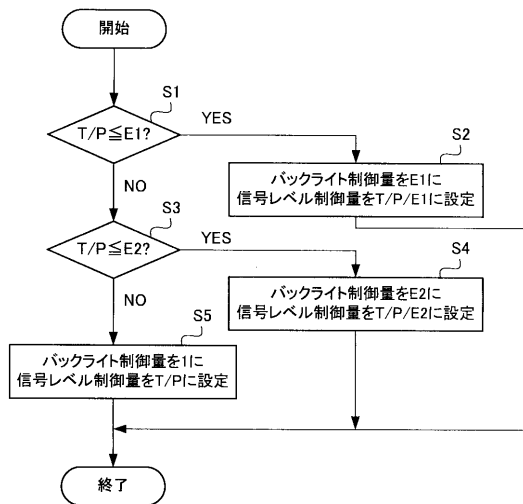 開始
S1
T/P≦E1?
YES
S2
バックライト制御量をE1に
信号レベル制御量をT/P/E1に設定
NO
S3
T/P≦E2?
YES
S4
バックライト制御量をE2に
信号レベル制御量をT/P/E2に設定
NO
S5
バックライト制御量を1に
信号レベル制御量をT/Pに設定
終了